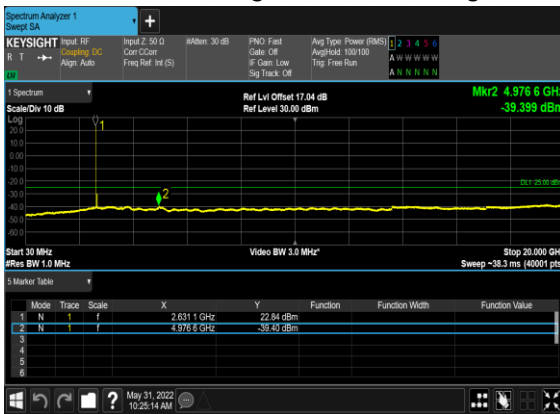 Spectrum Analyzer 1
Swept SA
KEYSIGHT
R T
LV
Input: RF
Coupling: DC
Align: Auto
Input Z: 50 Ω
Corr CCorr
Freq Ref: Int (S)
#Atten: 30 dB
PNO: Fast
Gate: Off
IF Gain: Low
Sig Track: Off
Avg Type: Power (RMS)
Avg|Hold: 100/100
Trig: Free Run
1 2 3 4 5 6
A W W W W W
A N N N N N
1 Spectrum
Scale/Div 10 dB
Ref Lvl Offset 17.04 dB
Ref Level 30.00 dBm
Mkr2 4.976 6 GHz
-39.399 dBm
Log
20.0
10.0
0.00
-10.0
-20.0
-30.0
-40.0
-50.0
-60.0
1
2
DL1 -25.00 dBm
Start 30 MHz
#Res BW 1.0 MHz
Video BW 3.0 MHz*
Stop 20.000 GHz
Sweep ~38.3 ms (40001 pts)
5 Marker Table
Mode Trace Scale X Y Function Function Width Function Value
1 N 1 f 2.631 1 GHz 22.84 dBm
2 N 1 f 4.976 6 GHz -39.40 dBm
3
4
5
6
?
May 31, 2022
10:25:14 AM